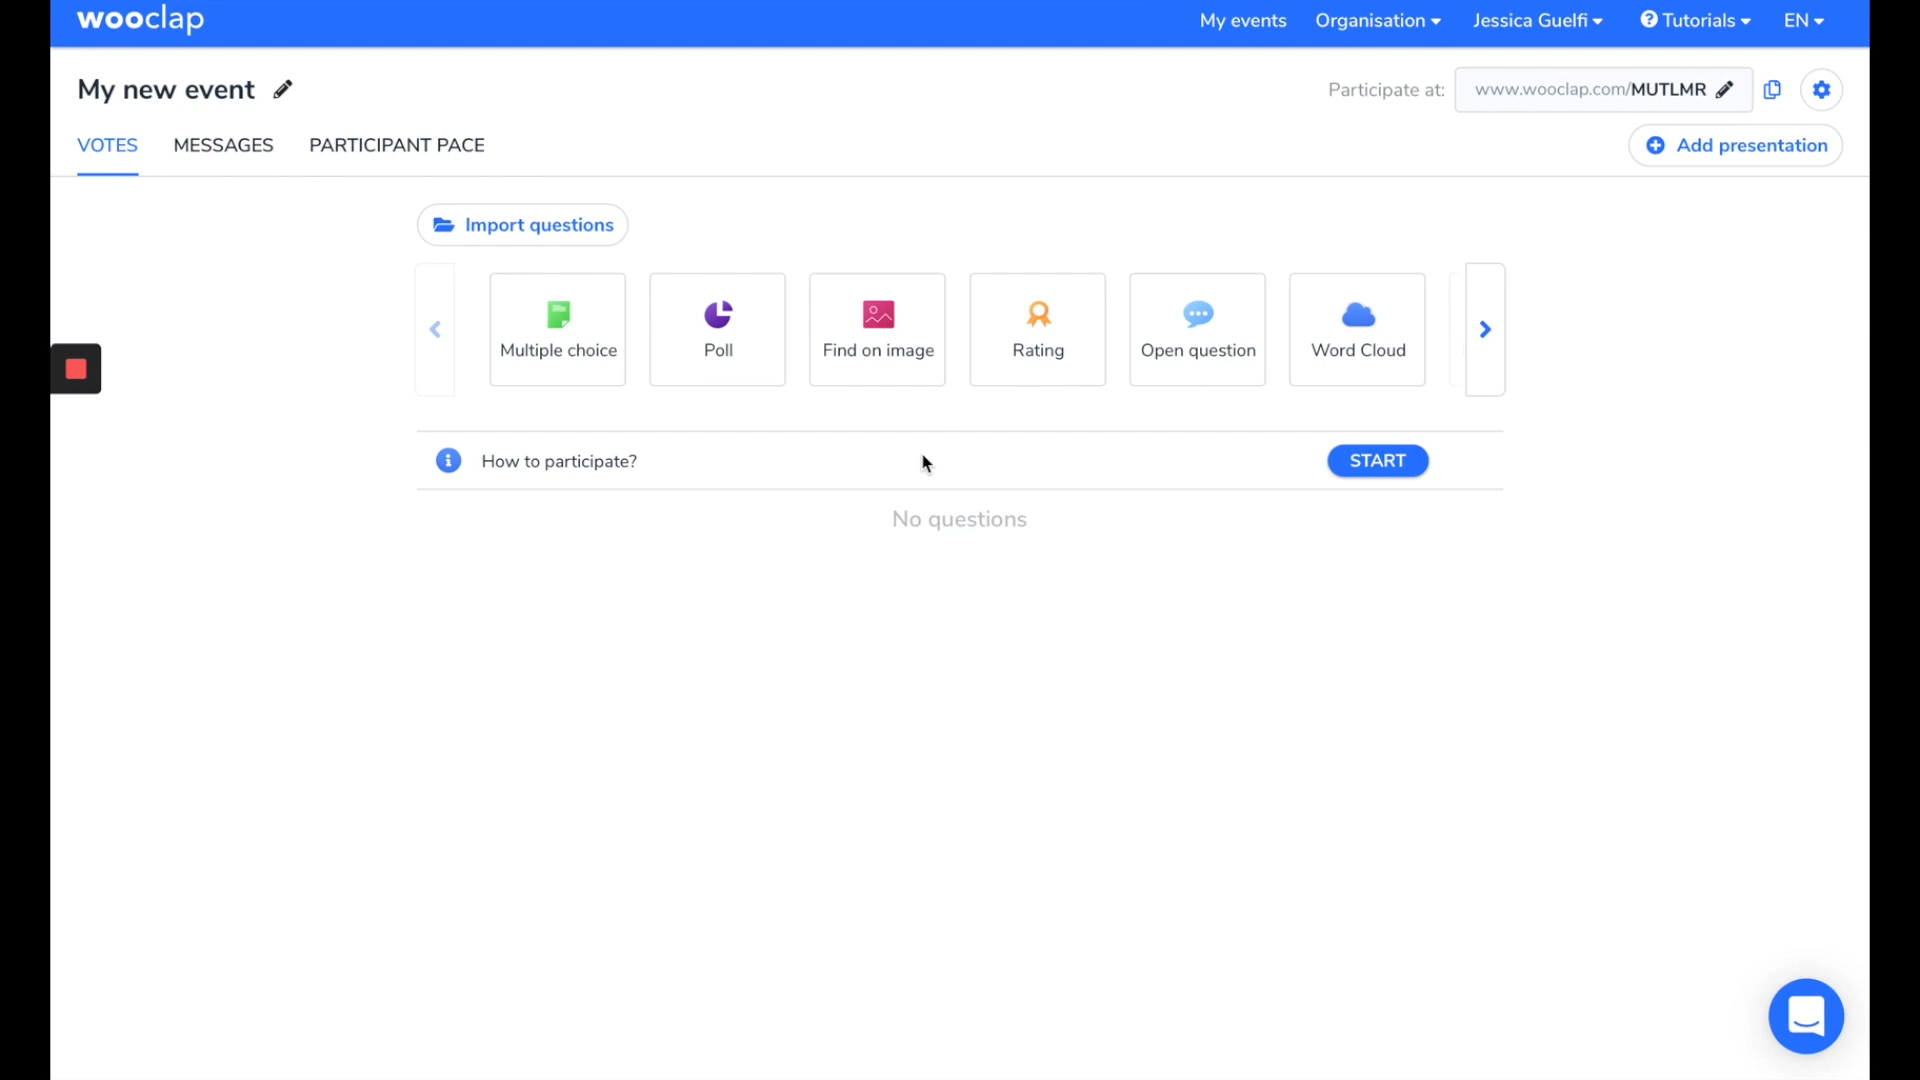 wooclap
My events Organisation Jessica Guelfi Tutorials EN
My new event
Participate at: www.wooclap.com/MUTLMR
VOTES MESSAGES PARTICIPANT PACE
Add presentation
Import questions
Multiple choice
Poll
Find on image
Rating
Open question
Word Cloud
How to participate?
START
No questions